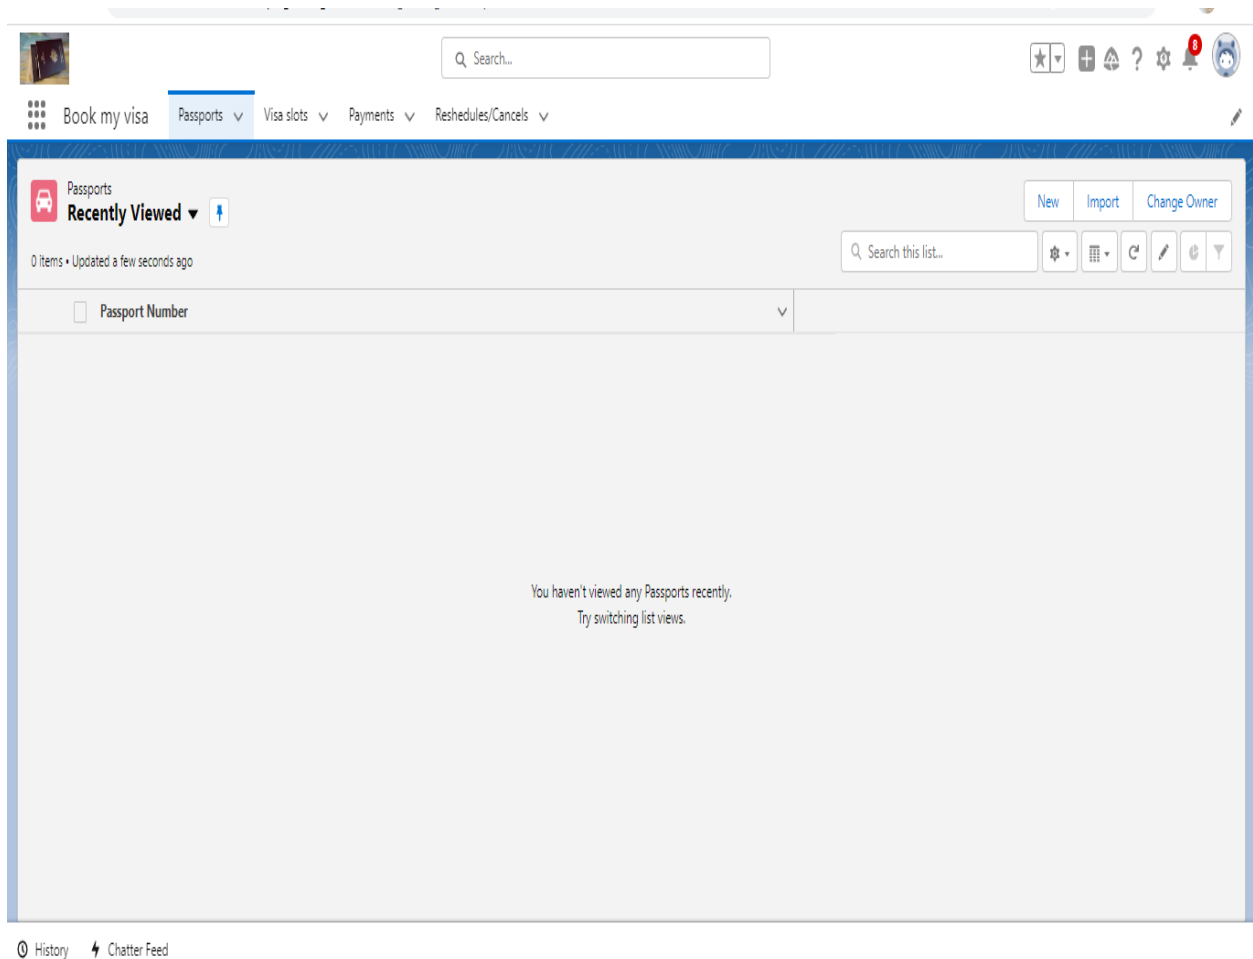 Search...
8
Book my visa
Passports
Visa slots
Payments
Reshedules/Cancels
Passports
Recently Viewed
New
Import
Change Owner
0 items • Updated a few seconds ago
Search this list...
Passport Number
You haven't viewed any Passports recently.
Try switching list views.
History
Chatter Feed